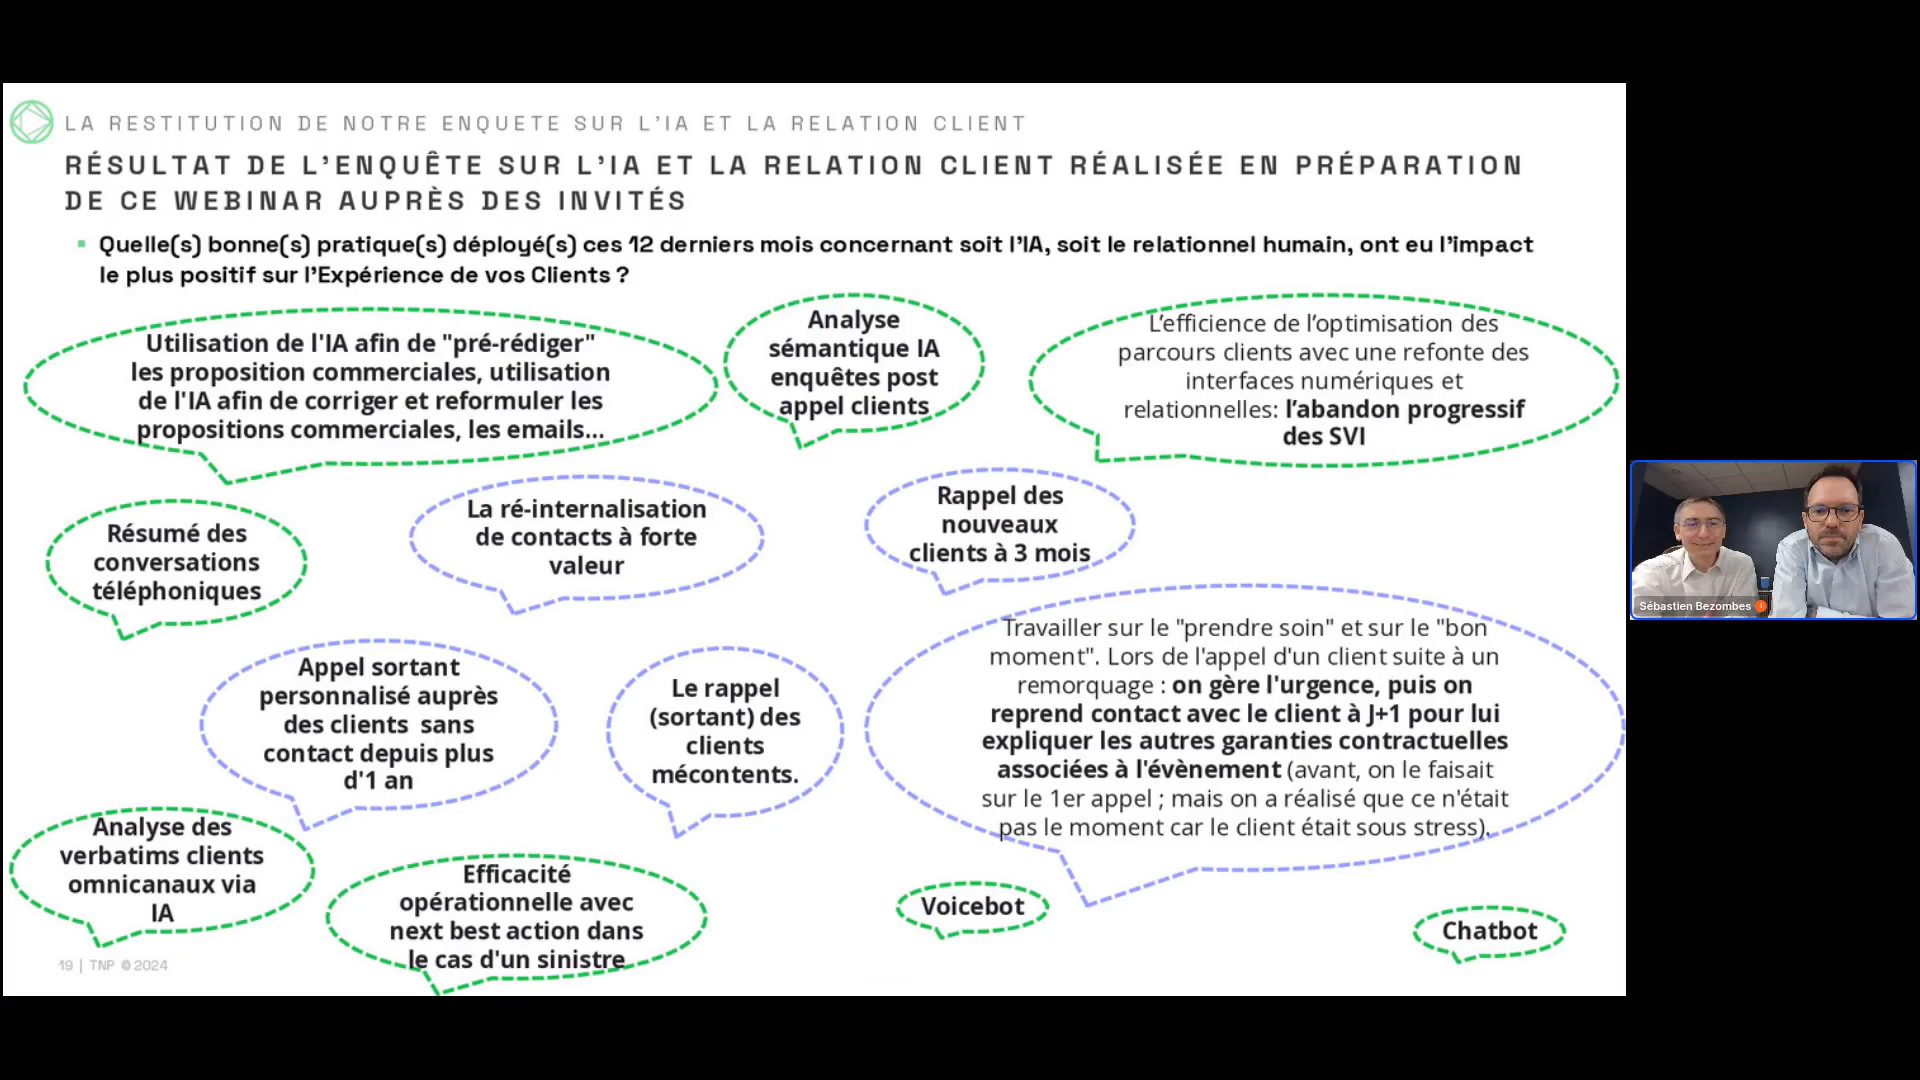 LA RESTITUTION DE NOTRE ENQUETE SUR L'IA ET LA RELATION CLIENT
RÉSULTAT DE L'ENQUÊTE SUR L'IA ET LA RELATION CLIENT RÉALISÉE EN PRÉPARATION
DE CE WEBINAR AUPRÈS DES INVITÉS
Quelle(s) bonne(s) pratique(s) déployé(s) ces 12 derniers mois concernant soit l'IA, soit le relationnel humain, ont eu l'impact
le plus positif sur l'Expérience de vos Clients ?
Utilisation de l'IA afin de "pré-rédiger"
les proposition commerciales, utilisation
de l'IA afin de corriger et reformuler les
propositions commerciales, les emails...
Analyse
sémantique IA
enquêtes post
appel clients
L’efficience de l’optimisation des
parcours clients avec une refonte des
interfaces numériques et
relationnelles: l’abandon progressif
des SVI
Résumé des
conversations
téléphoniques
La ré-internalisation
de contacts à forte
valeur
Rappel des
nouveaux
clients à 3 mois
Appel sortant
personnalisé auprès
des clients sans
contact depuis plus
d'1 an
Le rappel
(sortant) des
clients
mécontents.
Travailler sur le "prendre soin" et sur le "bon
moment". Lors de l'appel d'un client suite à un
remorquage : on gère l'urgence, puis on
reprend contact avec le client à J+1 pour lui
expliquer les autres garanties contractuelles
associées à l'évènement (avant, on le faisait
sur le 1er appel ; mais on a réalisé que ce n'était
pas le moment car le client était sous stress).
Analyse des
verbatims clients
omnicanaux via
IA
Efficacité
opérationnelle avec
next best action dans
le cas d'un sinistre
Voicebot
Chatbot
19 | TNP © 2024
Sébastien Bezombes